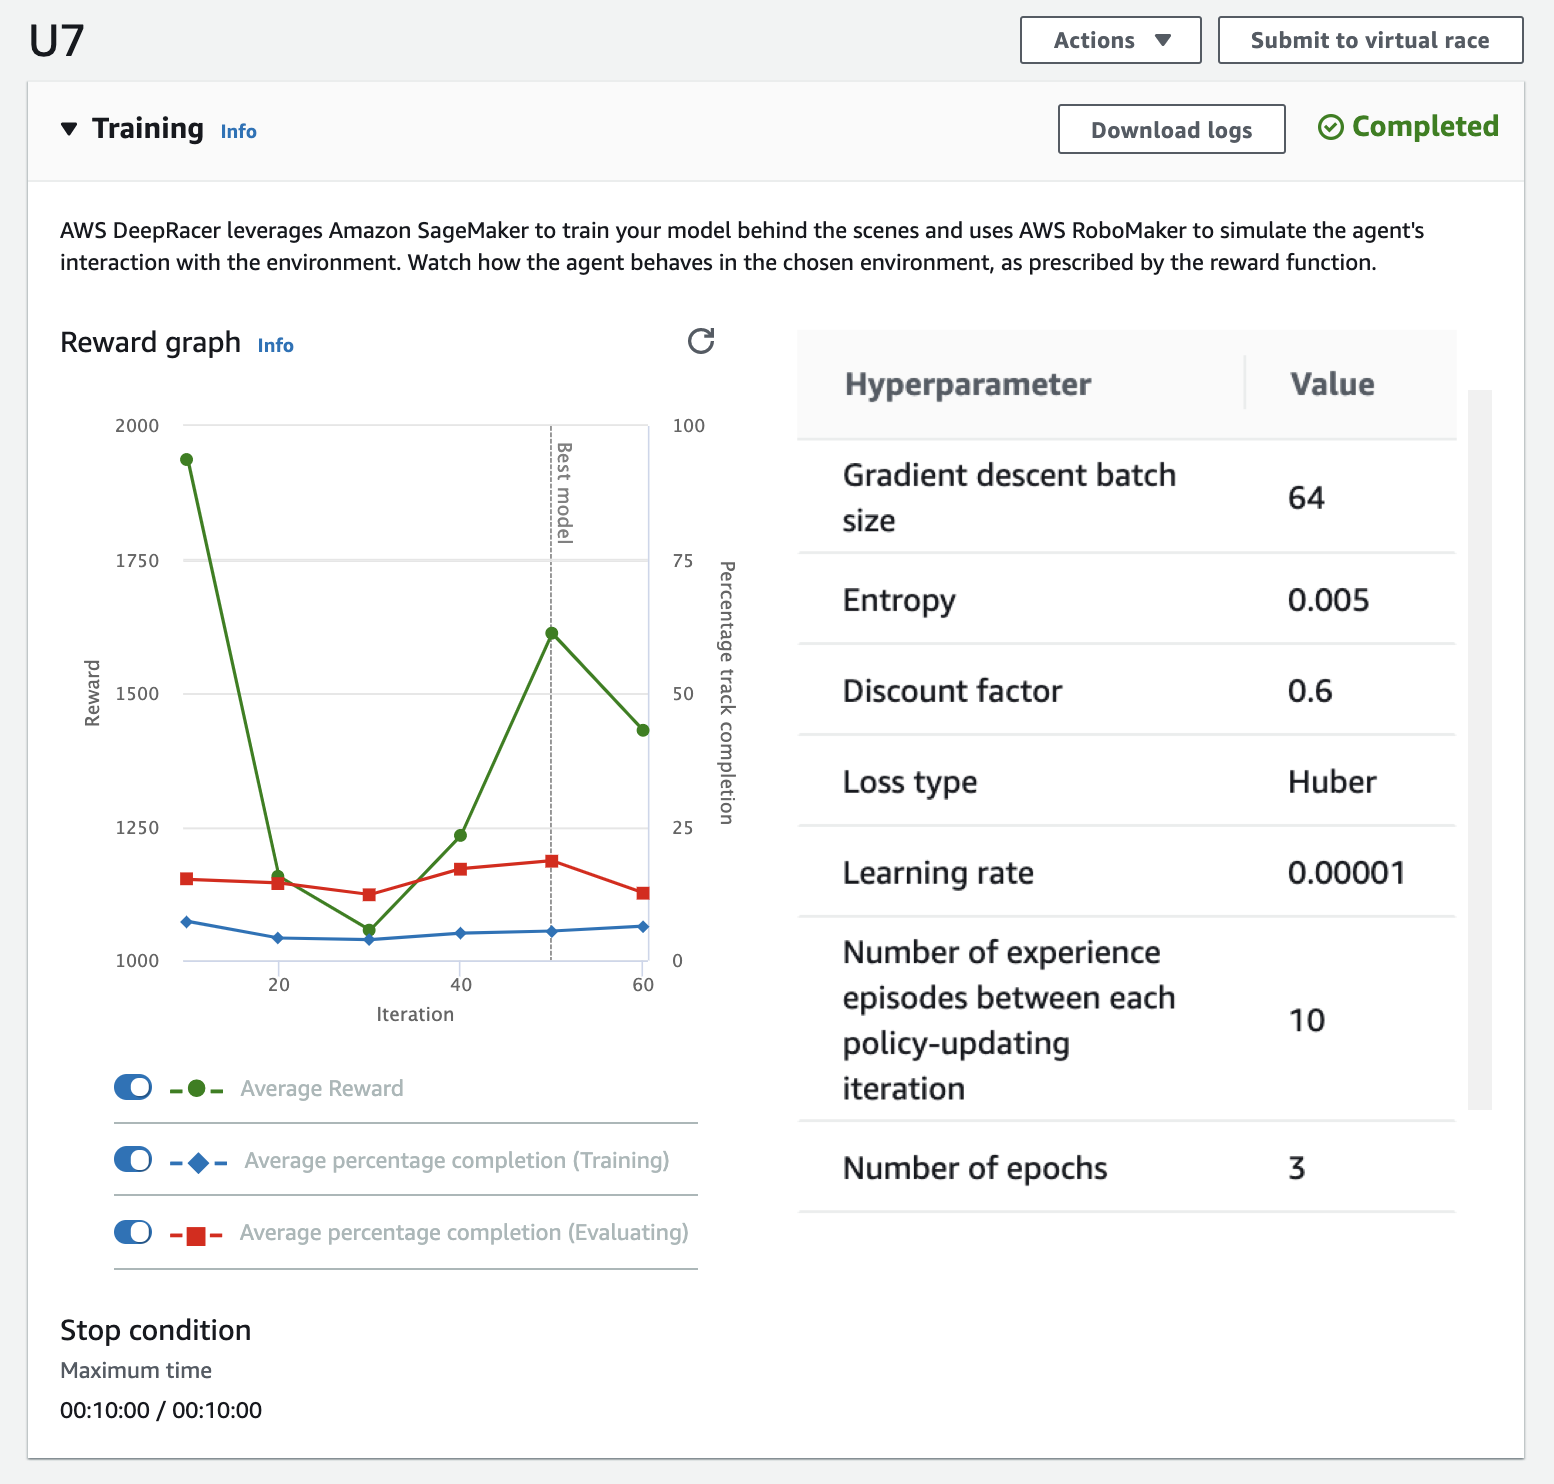 U7
Actions
Submit to virtual race
Training Info
Download logs
Completed
AWS DeepRacer leverages Amazon SageMaker to train your model behind the scenes and uses AWS RoboMaker to simulate the agent's
interaction with the environment. Watch how the agent behaves in the chosen environment, as prescribed by the reward function.
Reward graph Info
2000
1750
1500
1250
1000
Reward
100
75
50
25
0
Percentage track completion
Best model
20
40
60
Iteration
Average Reward
Average percentage completion (Training)
Average percentage completion (Evaluating)
Hyperparameter Value
Gradient descent batch
size
64
Entropy 0.005
Discount factor 0.6
Loss type Huber
Learning rate 0.00001
Number of experience
episodes between each
policy-updating
iteration
10
Number of epochs 3
Stop condition
Maximum time
00:10:00 / 00:10:00